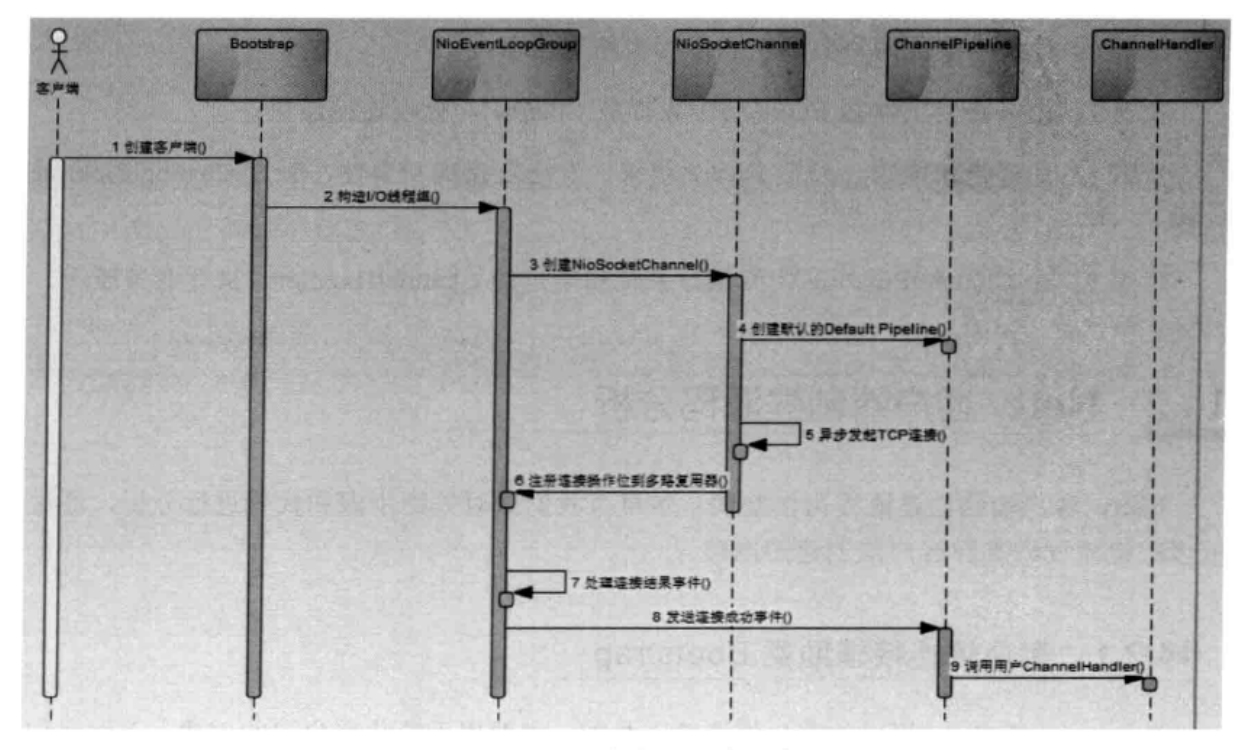 Bootstrap
NioEventLoopGroup
NioSocketChannel
ChannelPipeline
ChannelHandler
客户端
1 创建客户端()
2 构造I/O线程组()
3 创建NioSocketChannel()
4 创建默认的Default Pipeline()
5 异步发起TCP连接()
6 注册连接操作位到多路复用器()
7 处理连接结果事件()
8 发送连接成功事件()
9 调用用户ChannelHandler()